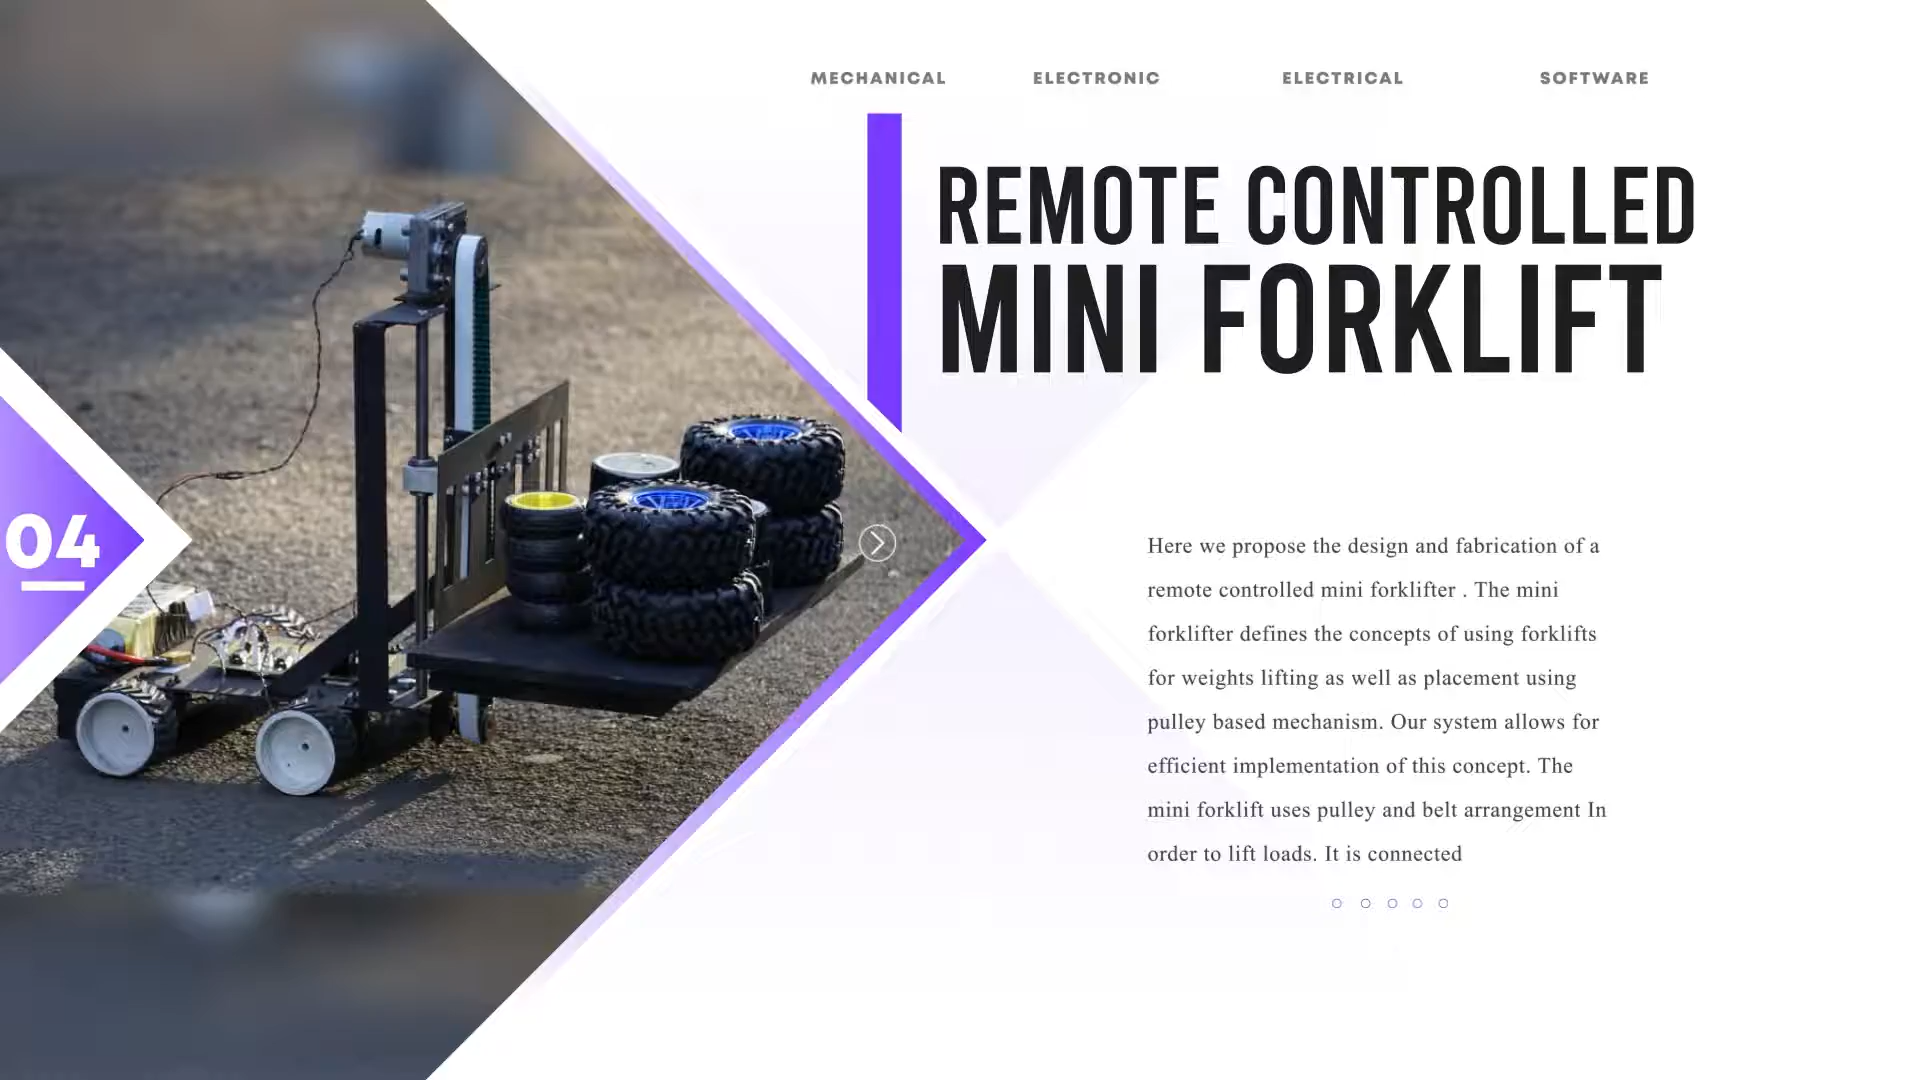 MECHANICAL ELECTRONIC ELECTRICAL SOFTWARE
REMOTE CONTROLLED
MINI FORKLIFT
04
Here we propose the design and fabrication of a
remote controlled mini forklifter . The mini
forklifter defines the concepts of using forklifts
for weights lifting as well as placement using
pulley based mechanism. Our system allows for
efficient implementation of this concept. The
mini forklift uses pulley and belt arrangement In
order to lift loads. It is connected